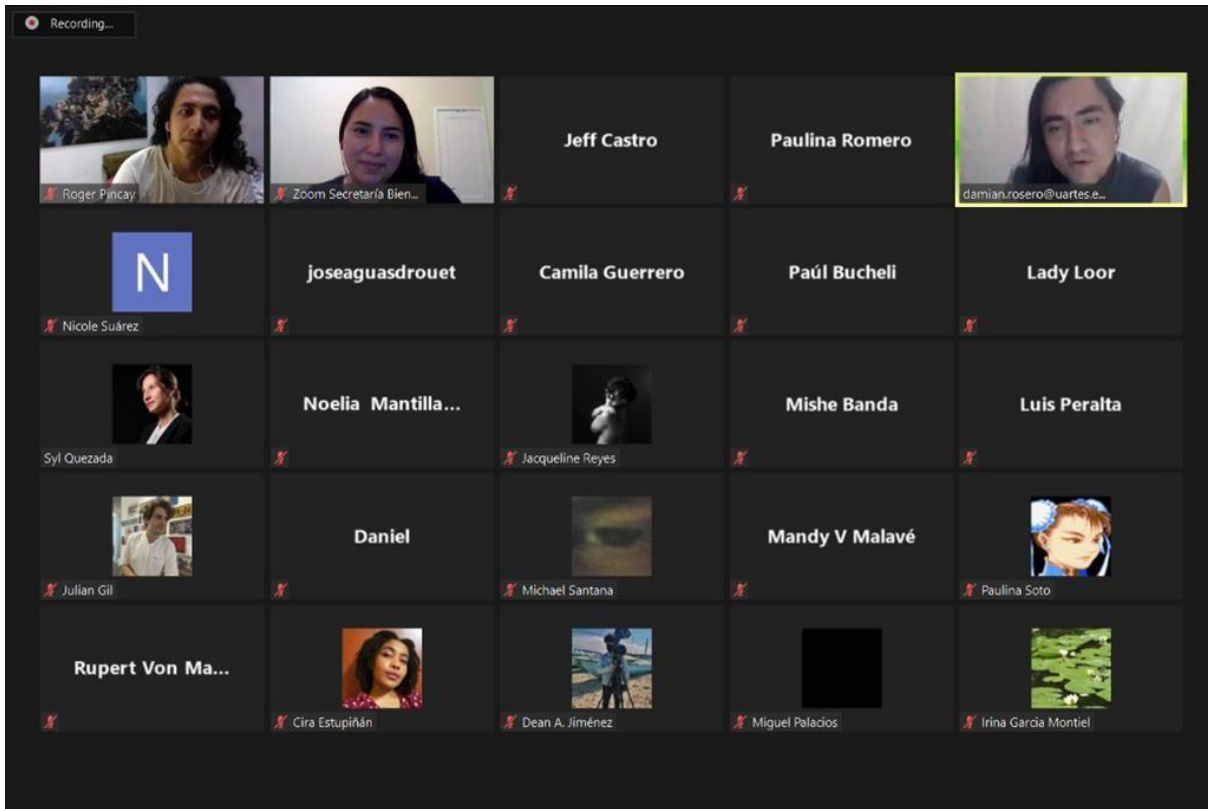 Recording...
Roger Pincay
Zoom Secretaría Bien...
Jeff Castro
Paulina Romero
damian.rosero@uartes.e...
N
Nicole Suárez
joseaguasdrouet
Camila Guerrero
Paúl Bucheli
Lady Loor
Syl Quezada
Noelia Mantilla...
Jacqueline Reyes
Mishe Banda
Luis Peralta
Julian Gil
Daniel
Michael Santana
Mandy V Malavé
Paulina Soto
Rupert Von Ma...
Cira Estupiñán
Dean A. Jiménez
Miguel Palacios
Irina Garcia Montiel